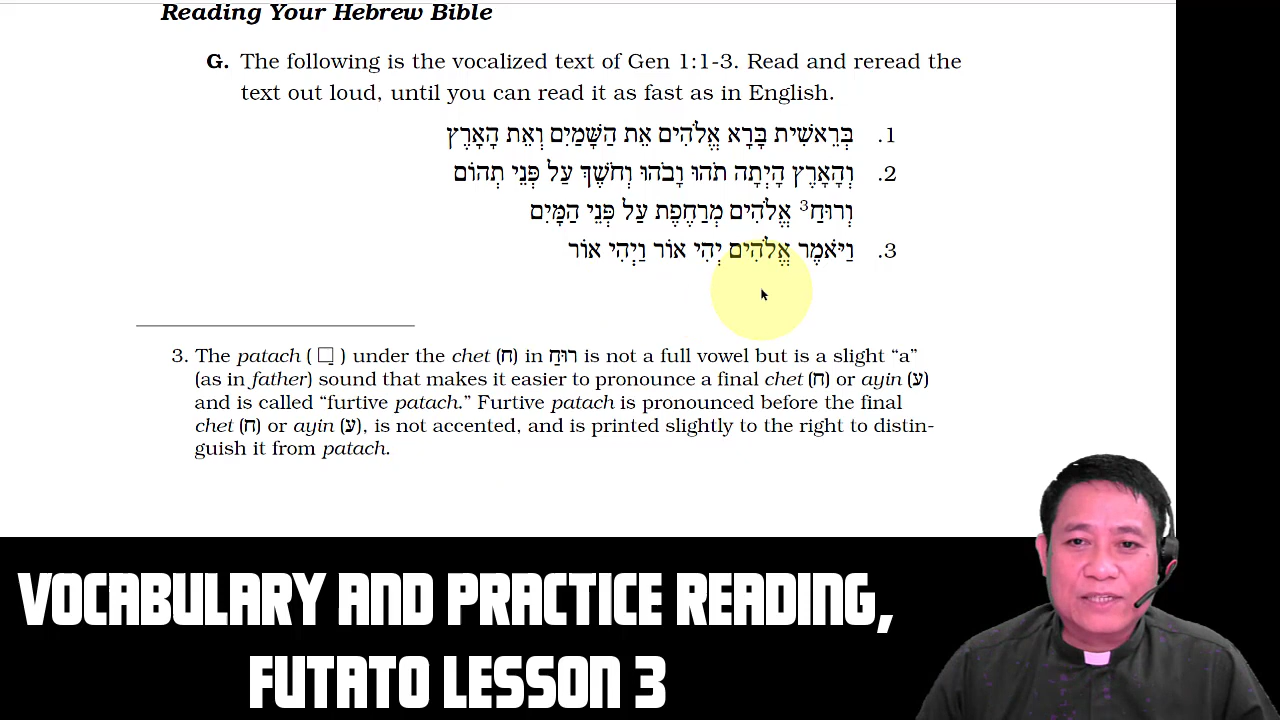 Reading Your Hebrew Bible
G. The following is the vocalized text of Gen 1:1-3. Read and reread the
text out loud, until you can read it as fast as in English.
1. בְּרֵאשִׁית בָּרָא אֱלֹהִים אֵת הַשָּׁמַיִם וְאֵת הָאָרֶץ
2. וְהָאָרֶץ הָיְתָה תֹהוּ וָבֹהוּ וְחֹשֶׁךְ עַל פְּנֵי תְהוֹם
וְרוּחַ³ אֱלֹהִים מְרַחֶפֶת עַל פְּנֵי הַמָּיִם
3. וַיֹּאמֶר אֱלֹהִים יְהִי אוֹר וַיְהִי אוֹר
3. The patach ( □ַ ) under the chet (ח) in רוּחַ is not a full vowel but is a slight “a”
(as in father) sound that makes it easier to pronounce a final chet (ח) or ayin (ע)
and is called “furtive patach.” Furtive patach is pronounced before the final
chet (ח) or ayin (ע), is not accented, and is printed slightly to the right to distin-
guish it from patach.
VOCABULARY AND PRACTICE READING,
FUTATO LESSON 3